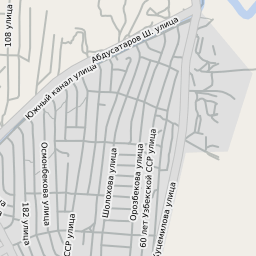 108 улица
Абдусатаров Ш. улица
Южный канал улица
Осмонбекова улица
Шолохова улица
Орозбекова улица
60 лет Узбекской ССР улица
182 улица
ССР улица
Буцемилова улица